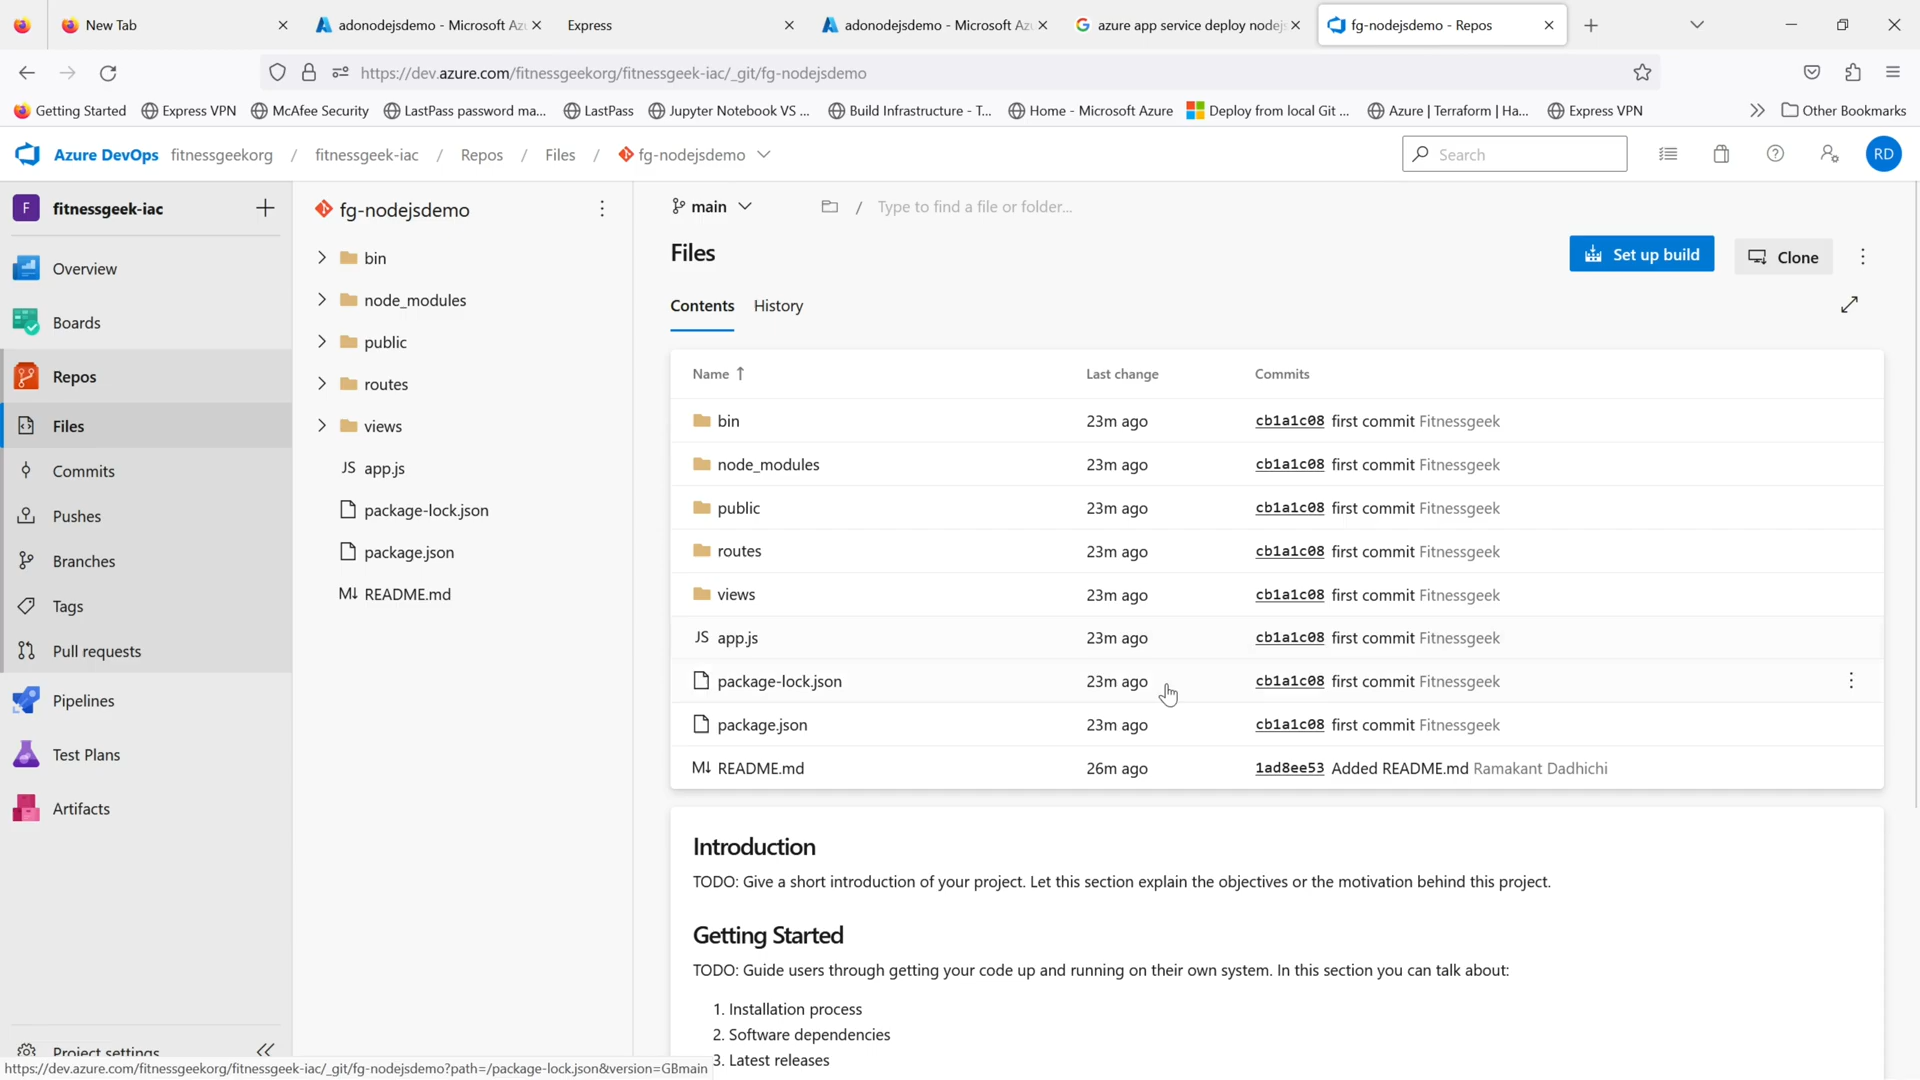 New Tab
adonodejsdemo - Microsoft Az
Express
adonodejsdemo - Microsoft Az
azure app service deploy nodejs
fg-nodejsdemo - Repos
https://dev.azure.com/fitnessgeekorg/fitnessgeek-iac/_git/fg-nodejsdemo
Getting Started
Express VPN
McAfee Security
LastPass password ma...
LastPass
Jupyter Notebook VS ...
Build Infrastructure - T...
Home - Microsoft Azure
Deploy from local Git ...
Azure | Terraform | Ha...
Express VPN
Other Bookmarks
Azure DevOps fitnessgeekorg / fitnessgeek-iac / Repos / Files / fg-nodejsdemo
Search
RD
F fitnessgeek-iac
Overview
Boards
Repos
Files
Commits
Pushes
Branches
Tags
Pull requests
Pipelines
Test Plans
Artifacts
Project settings
fg-nodejsdemo
bin
node_modules
public
routes
views
JS app.js
package-lock.json
package.json
M↓ README.md
main
/ Type to find a file or folder...
Files
Set up build
Clone
Contents History
Name ↑ Last change Commits
bin 23m ago cb1a1c08 first commit Fitnessgeek
node_modules 23m ago cb1a1c08 first commit Fitnessgeek
public 23m ago cb1a1c08 first commit Fitnessgeek
routes 23m ago cb1a1c08 first commit Fitnessgeek
views 23m ago cb1a1c08 first commit Fitnessgeek
JS app.js 23m ago cb1a1c08 first commit Fitnessgeek
package-lock.json 23m ago cb1a1c08 first commit Fitnessgeek
package.json 23m ago cb1a1c08 first commit Fitnessgeek
M↓ README.md 26m ago 1ad8ee53 Added README.md Ramakant Dadhichi
Introduction
TODO: Give a short introduction of your project. Let this section explain the objectives or the motivation behind this project.
Getting Started
TODO: Guide users through getting your code up and running on their own system. In this section you can talk about:
1. Installation process
2. Software dependencies
3. Latest releases
https://dev.azure.com/fitnessgeekorg/fitnessgeek-iac/_git/fg-nodejsdemo?path=/package-lock.json&version=GBmain